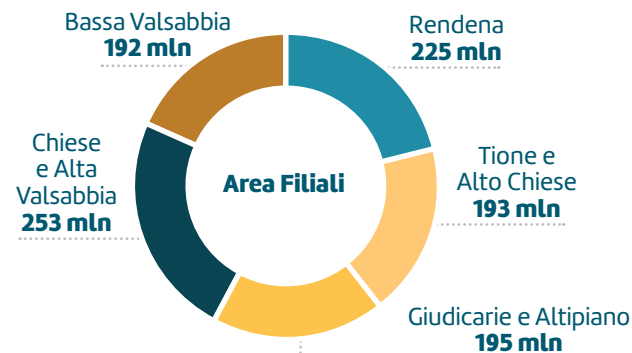 Bassa Valsabbia
192 mln
Rendena
225 mln
Chiese
e Alta
Valsabbia
253 mln
Area Filiali
Tione e
Alto Chiese
193 mln
Giudicarie e Altipiano
195 mln